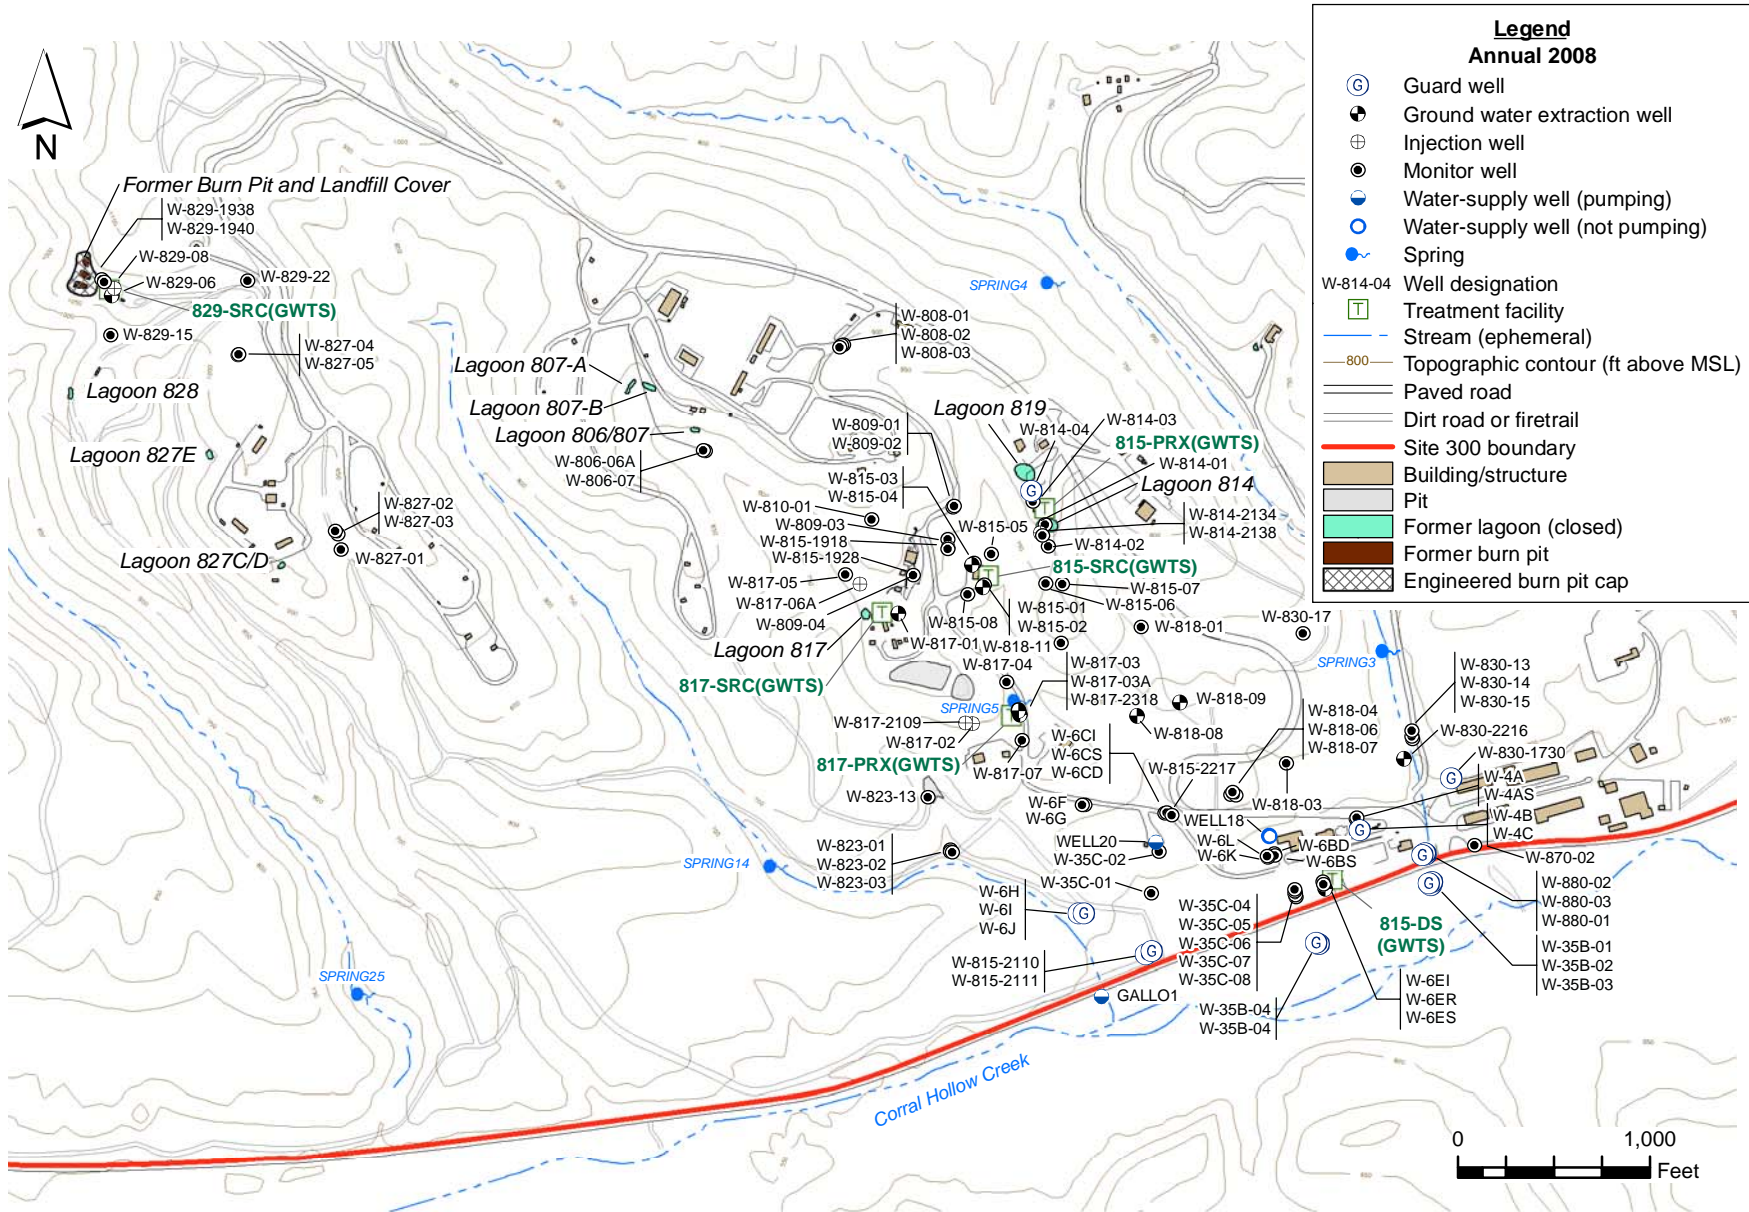 Legend
Annual 2008
Guard well
Ground water extraction well
Injection well
Monitor well
Water-supply well (pumping)
Water-supply well (not pumping)
Spring
W-814-04 Well designation
Treatment facility
Stream (ephemeral)
800 Topographic contour (ft above MSL)
Paved road
Dirt road or firetrail
Site 300 boundary
Building/structure
Pit
Former lagoon (closed)
Former burn pit
Engineered burn pit cap
N
Former Burn Pit and Landfill Cover
W-829-1938
W-829-1940
W-829-08
W-829-06
W-829-22
829-SRC(GWTS)
W-829-15
W-827-04
W-827-05
Lagoon 828
Lagoon 827E
W-827-02
W-827-03
W-827-01
Lagoon 827C/D
Lagoon 807-A
Lagoon 807-B
Lagoon 806/807
W-806-06A
W-806-07
SPRING4
W-808-01
W-808-02
W-808-03
Lagoon 819
W-809-01
W-809-02
W-814-03
W-814-04
815-PRX(GWTS)
W-814-01
Lagoon 814
W-815-03
W-815-04
W-810-01
W-809-03
W-815-1918
W-815-1928
W-815-05
W-814-2134
W-814-2138
W-814-02
815-SRC(GWTS)
W-817-05
W-817-06A
W-809-04
W-815-07
W-815-06
W-815-01
W-815-02
W-815-08
W-818-01
W-830-17
Lagoon 817
W-817-01
W-818-11
817-SRC(GWTS)
W-817-04
W-817-03
W-817-03A
W-817-2318
SPRING5
SPRING3
W-830-13
W-830-14
W-830-15
W-818-09
W-818-08
W-818-04
W-818-06
W-818-07
W-830-2216
W-830-1730
W-817-2109
W-817-02
W-6CI
W-6CS
W-6CD
817-PRX(GWTS)
W-817-07
W-815-2217
W-4A
W-4AS
W-823-13
W-6F
W-6G
W-818-03
W-4B
W-4C
WELL18
WELL20
W-6L
W-6K
W-6BD
W-6BS
W-35C-02
W-870-02
W-823-01
W-823-02
W-823-03
SPRING14
W-35C-01
W-6H
W-6I
W-6J
W-35C-04
W-35C-05
W-35C-06
W-35C-07
W-35C-08
W-880-02
W-880-03
W-880-01
815-DS
(GWTS)
W-35B-01
W-35B-02
W-35B-03
W-815-2110
W-815-2111
SPRING25
GALLO1
W-35B-04
W-35B-04
W-6EI
W-6ER
W-6ES
Corral Hollow Creek
0 1,000
Feet